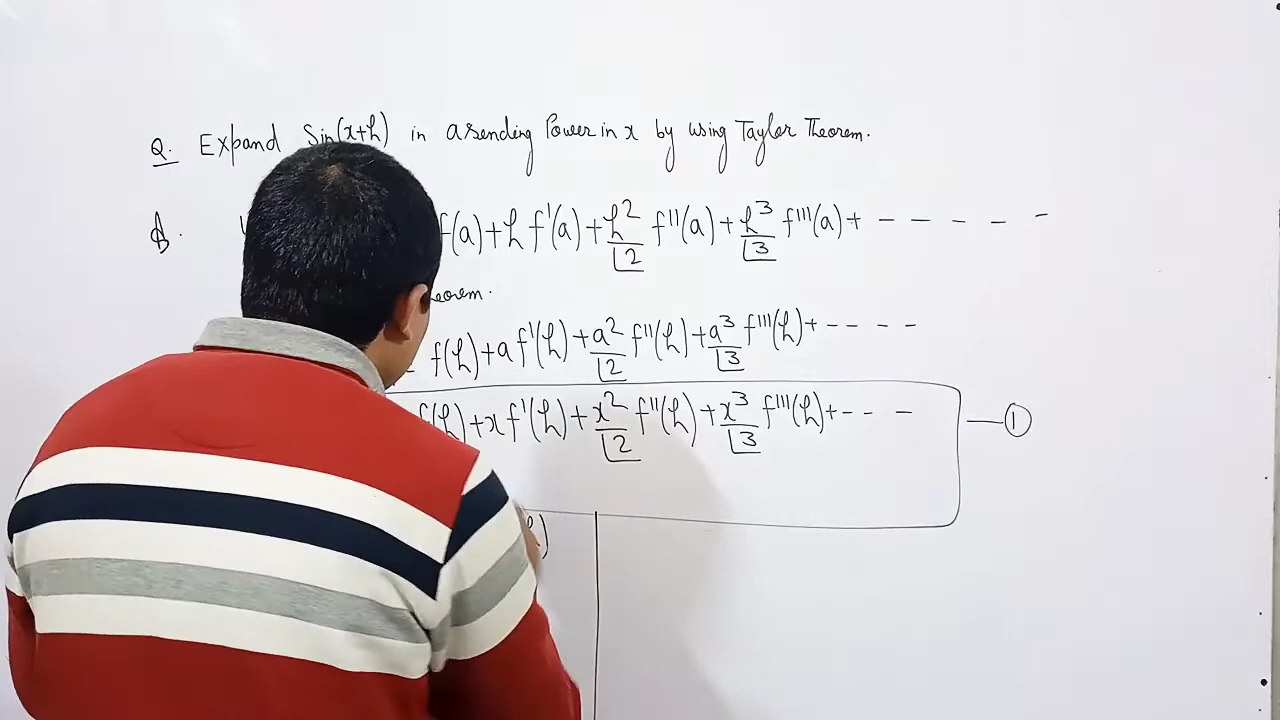 Q. Expand Sin(x+h) in asending Power in x by using Taylor Theorem.
A. f(a)+h f'(a)+h²/⌊2 f''(a)+h³/⌊3 f'''(a)+ - - - - -
eorem.
f(h)+a f'(h)+a²/⌊2 f''(h)+a³/⌊3 f'''(h)+ - - - -
f(h)+x f'(h)+x²/⌊2 f''(h)+x³/⌊3 f'''(h)+ - - - —①